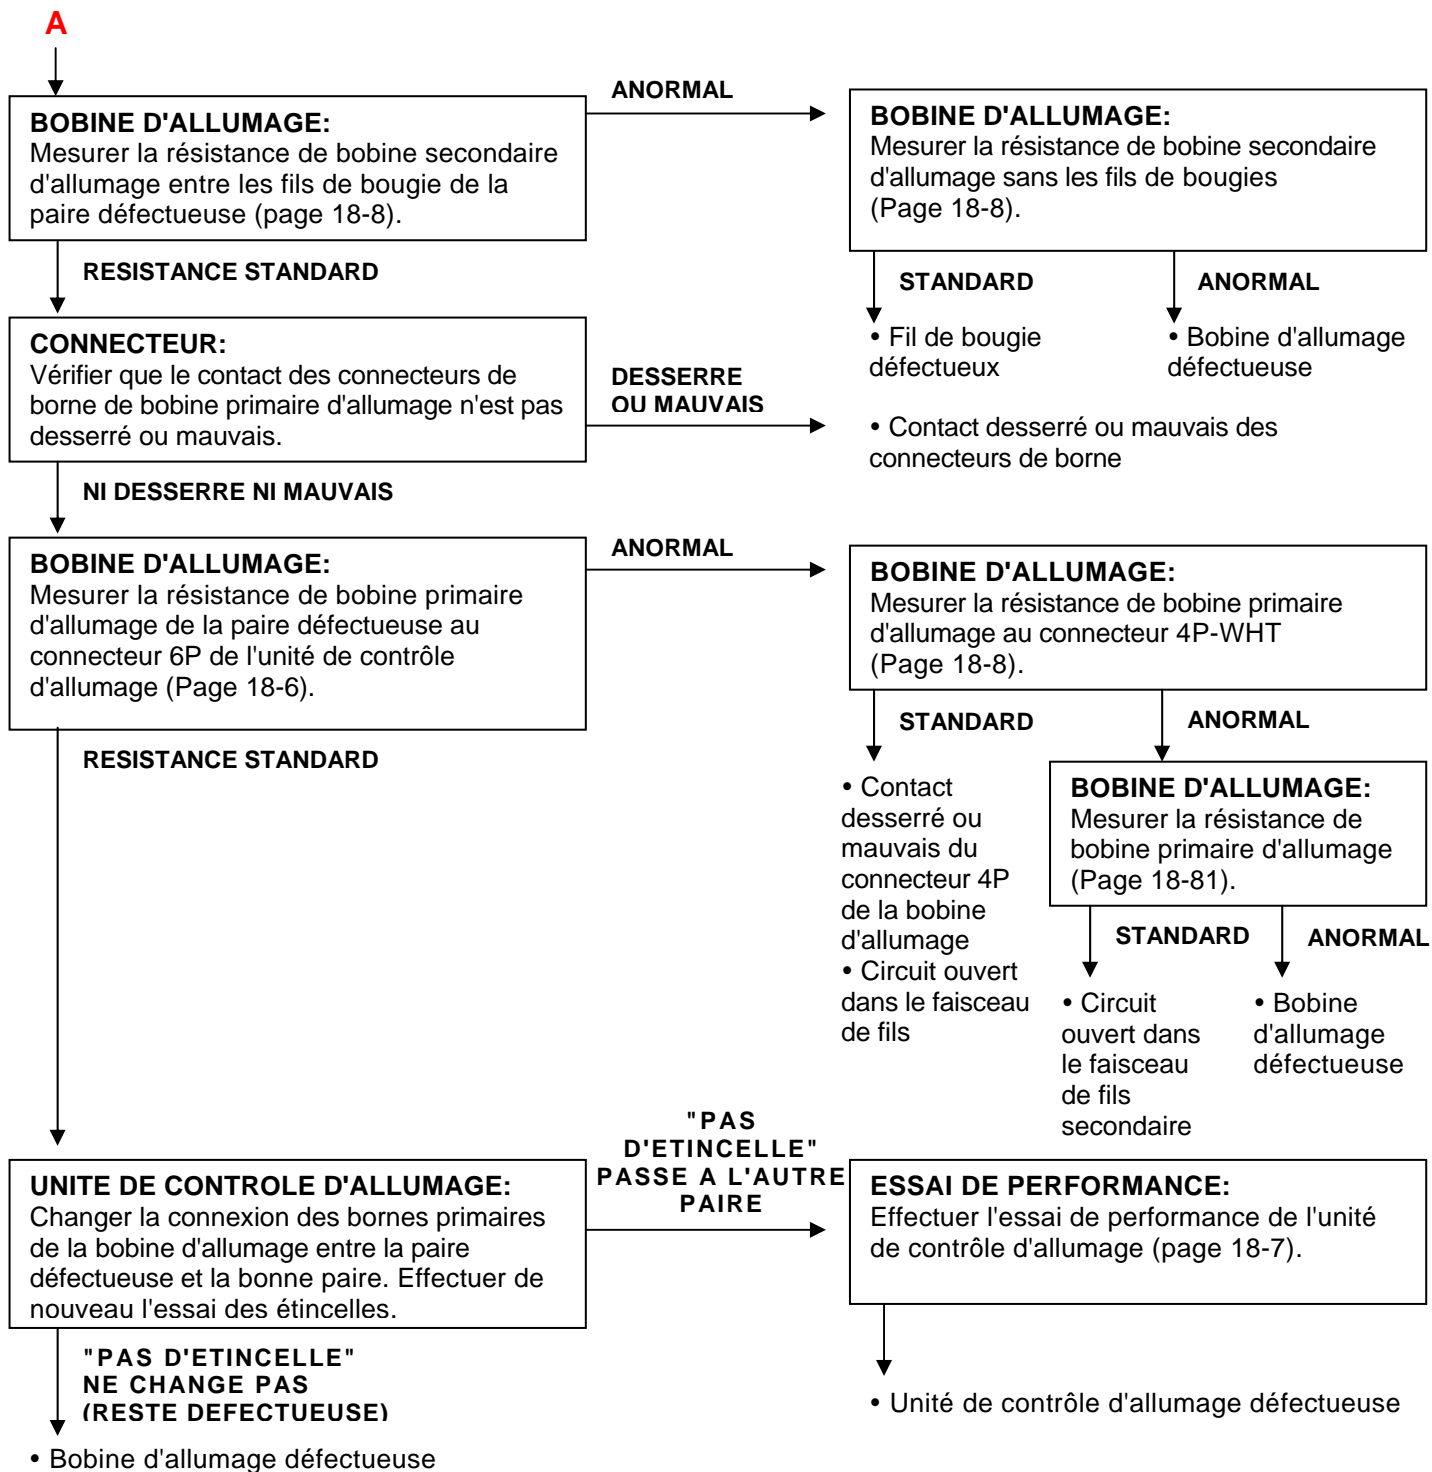 A
BOBINE D'ALLUMAGE:
Mesurer la résistance de bobine secondaire
d'allumage entre les fils de bougie de la
paire défectueuse (page 18-8).
ANORMAL
BOBINE D'ALLUMAGE:
Mesurer la résistance de bobine secondaire
d'allumage sans les fils de bougies
(Page 18-8).
RESISTANCE STANDARD
STANDARD
ANORMAL
• Fil de bougie
défectueux
• Bobine d'allumage
défectueuse
CONNECTEUR:
Vérifier que le contact des connecteurs de
borne de bobine primaire d'allumage n'est pas
desserré ou mauvais.
DESSERRE
OU MAUVAIS
• Contact desserré ou mauvais des
connecteurs de borne
NI DESSERRE NI MAUVAIS
BOBINE D'ALLUMAGE:
Mesurer la résistance de bobine primaire
d'allumage de la paire défectueuse au
connecteur 6P de l'unité de contrôle
d'allumage (Page 18-6).
ANORMAL
BOBINE D'ALLUMAGE:
Mesurer la résistance de bobine primaire
d'allumage au connecteur 4P-WHT
(Page 18-8).
RESISTANCE STANDARD
STANDARD
ANORMAL
• Contact
desserré ou
mauvais du
connecteur 4P
de la bobine
d'allumage
• Circuit ouvert
dans le faisceau
de fils
BOBINE D'ALLUMAGE:
Mesurer la résistance de
bobine primaire d'allumage
(Page 18-81).
STANDARD
ANORMAL
• Circuit
ouvert dans
le faisceau
de fils
secondaire
• Bobine
d'allumage
défectueuse
UNITE DE CONTROLE D'ALLUMAGE:
Changer la connexion des bornes primaires
de la bobine d'allumage entre la paire
défectueuse et la bonne paire. Effectuer de
nouveau l'essai des étincelles.
"PAS
D'ETINCELLE"
PASSE A L'AUTRE
PAIRE
ESSAI DE PERFORMANCE:
Effectuer l'essai de performance de l'unité
de contrôle d'allumage (page 18-7).
"PAS D'ETINCELLE"
NE CHANGE PAS
(RESTE DEFECTUEUSE)
• Unité de contrôle d'allumage défectueuse
• Bobine d'allumage défectueuse